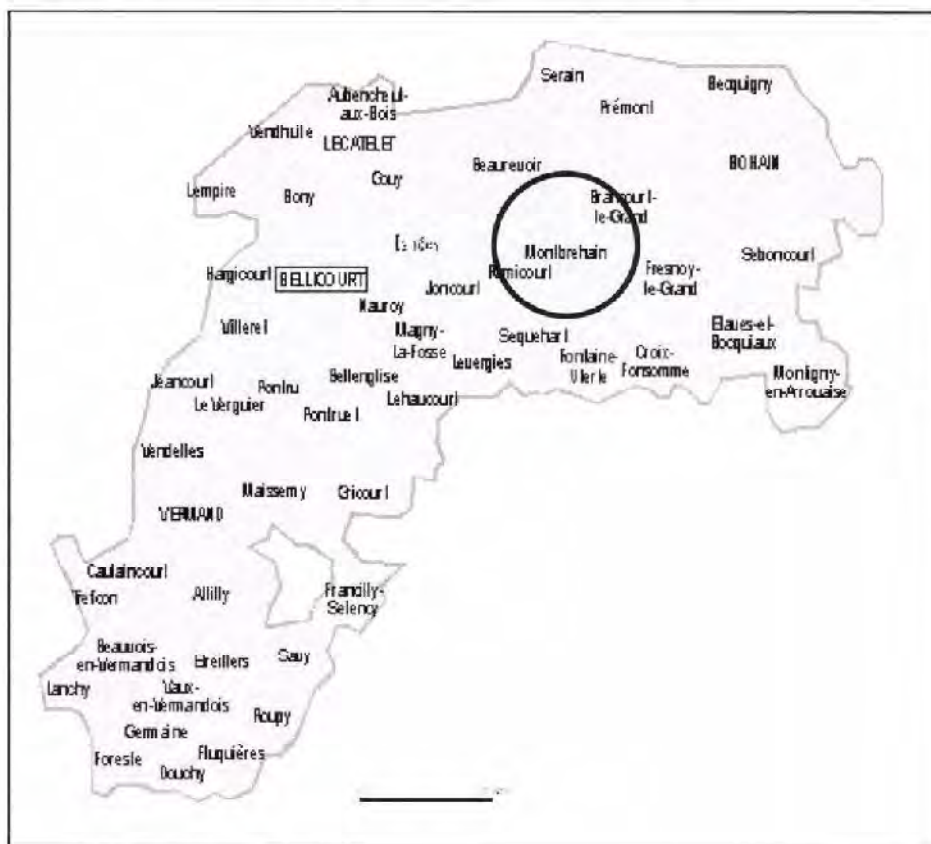 Serain
Becquigny
Prémont
Aubencheul-
aux-Bois
Vendhuile
LECATELET
BOHAIN
Beaurevoir
Gouy
Lempire
Bony
Brancourt-
le-Grand
Montbrehain
Seboncourt
Hargicourt
BELLICOURT
Ramicourt
Fresnoy-
le-Grand
Joncourt
Nauroy
Villeret
Magny-
La-Fosse
Sequehart
Etaves-et-
Bocquiaux
Levergies
Fontaine-
Uterte
Croix-
Fonsomme
Montigny-
en-Arrouaise
Jeancourt
Pontru
Bellenglise
Le Verguier
Pontruet
Lehaucourt
Vendelles
Maissemy
Gricourt
VERMAND
Caulaincourt
Trefcon
Attilly
Francilly-
Selency
Beauvois-
en-Vermandois
Etreillers
Savy
Lanchy
Vaux-
en-Vermandois
Roupy
Germaine
Foreste
Fluquières
Douchy